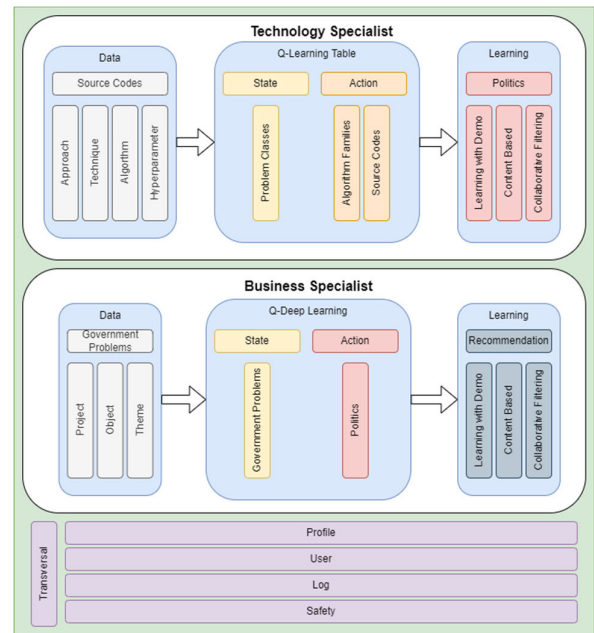 Technology Specialist
Data
Source Codes
Approach
Technique
Algorithm
Hyperparameter
Q-Learning Table
State
Action
Problem Classes
Algorithm Families
Source Codes
Learning
Politics
Learning with Demo
Content Based
Collaborative Filtering
Business Specialist
Data
Government
Problems
Project
Object
Theme
Q-Deep Learning
State
Action
Government Problems
Politics
Learning
Recommendation
Learning with Demo
Content Based
Collaborative Filtering
Transversal
Profile
User
Log
Safety